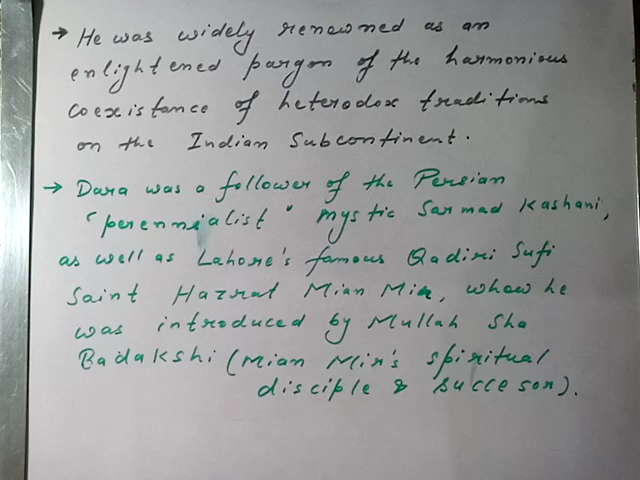 → He was widely renowned as an
enlightened pargon of the harmonious
coexistance of heterodox traditions
on the Indian Subcontinent.
→ Dara was a follower of the Persian
"perennialist" mystic Sarmad Kashani,
as well as Lahore's famous Qadiri Sufi
Saint Hazrat Mian Mir, whom he
was introduced by Mullah Sha
Badakshi (Mian Mir's spiritual
disciple & successor).